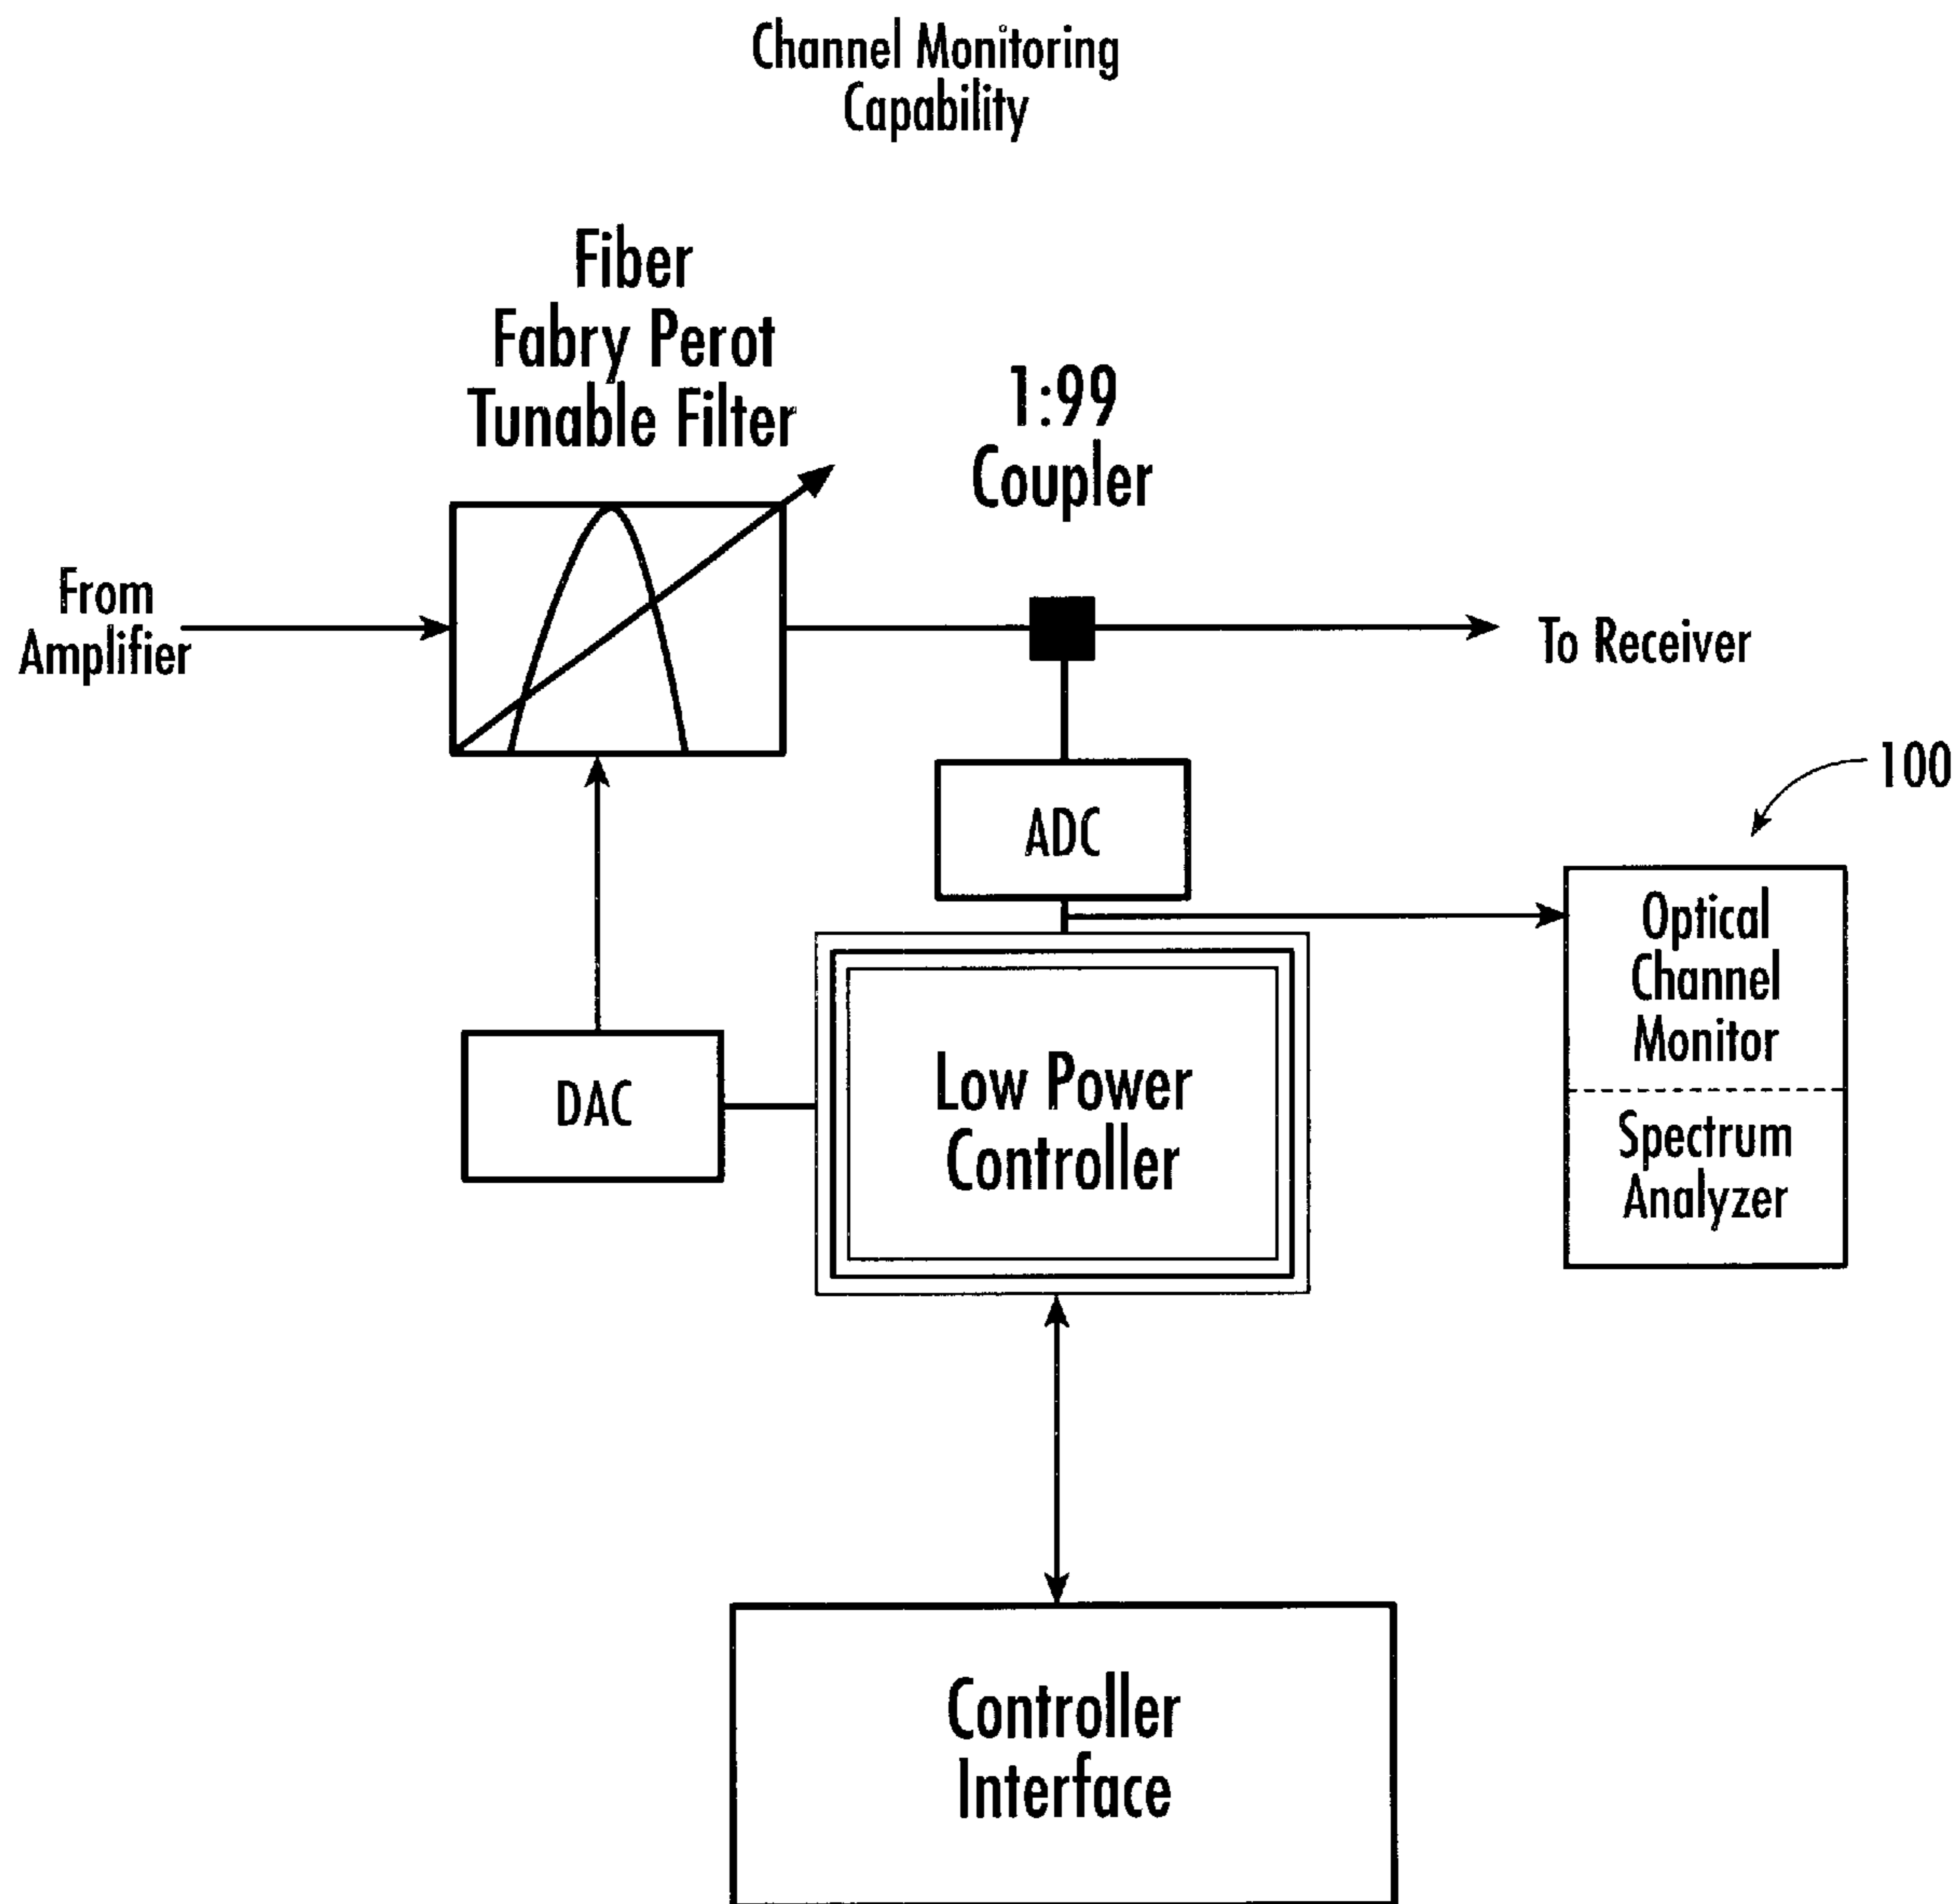 Channel Monitoring
Capability
Fiber
Fabry Perot
Tunable Filter
1:99
Coupler
From
Amplifier
To Receiver
100
ADC
Optical
Channel
Monitor
Spectrum
Analyzer
Low Power
Controller
DAC
Controller
Interface